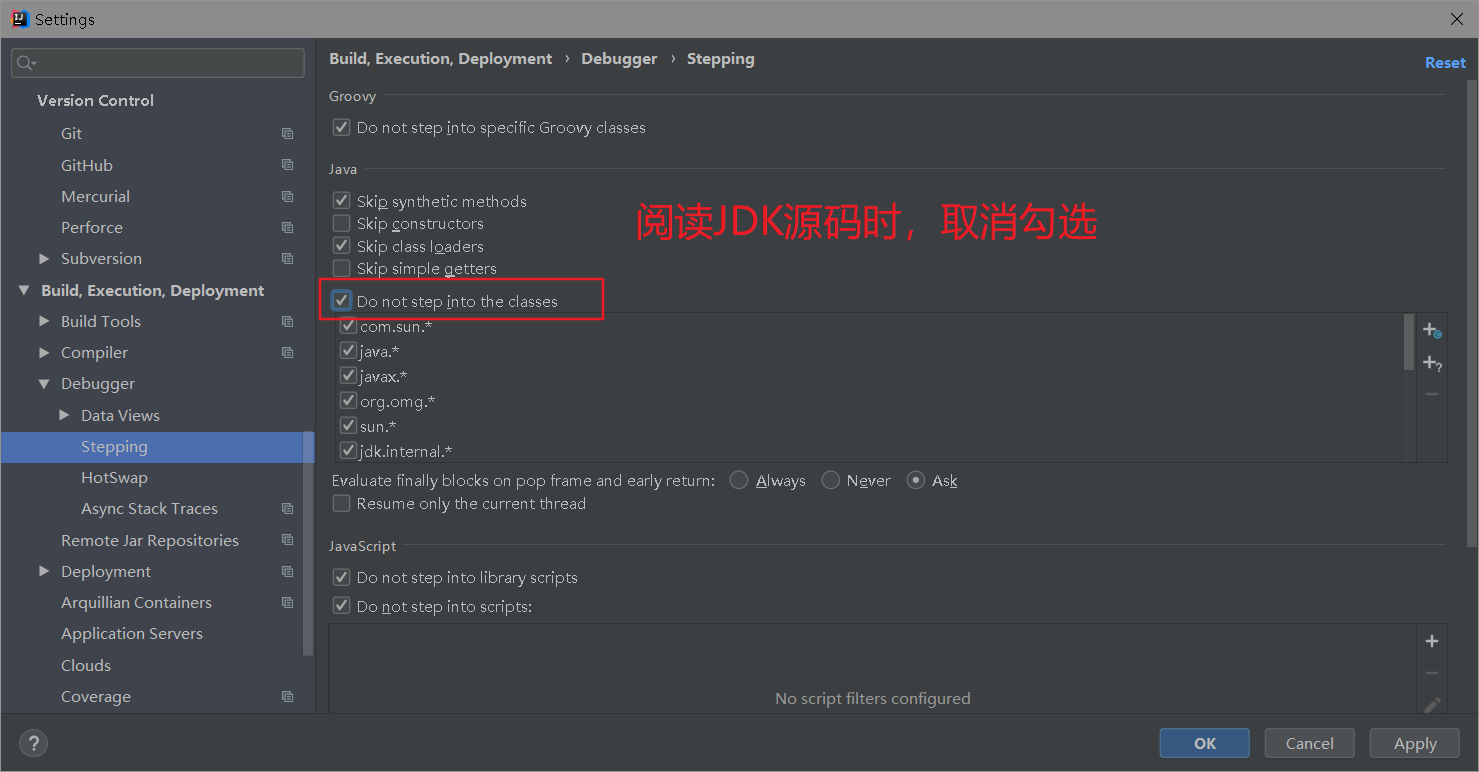 Settings
Build, Execution, Deployment › Debugger › Stepping
Reset
Version Control
Git
GitHub
Mercurial
Perforce
Subversion
Build, Execution, Deployment
Build Tools
Compiler
Debugger
Data Views
Stepping
HotSwap
Async Stack Traces
Remote Jar Repositories
Deployment
Arquillian Containers
Application Servers
Clouds
Coverage
Groovy
Do not step into specific Groovy classes
Java
Skip synthetic methods
Skip constructors
Skip class loaders
Skip simple getters
阅读JDK源码时，取消勾选
Do not step into the classes
com.sun.*
java.*
javax.*
org.omg.*
sun.*
jdk.internal.*
Evaluate finally blocks on pop frame and early return: Always Never Ask
Resume only the current thread
JavaScript
Do not step into library scripts
Do not step into scripts:
No script filters configured
? OK Cancel Apply